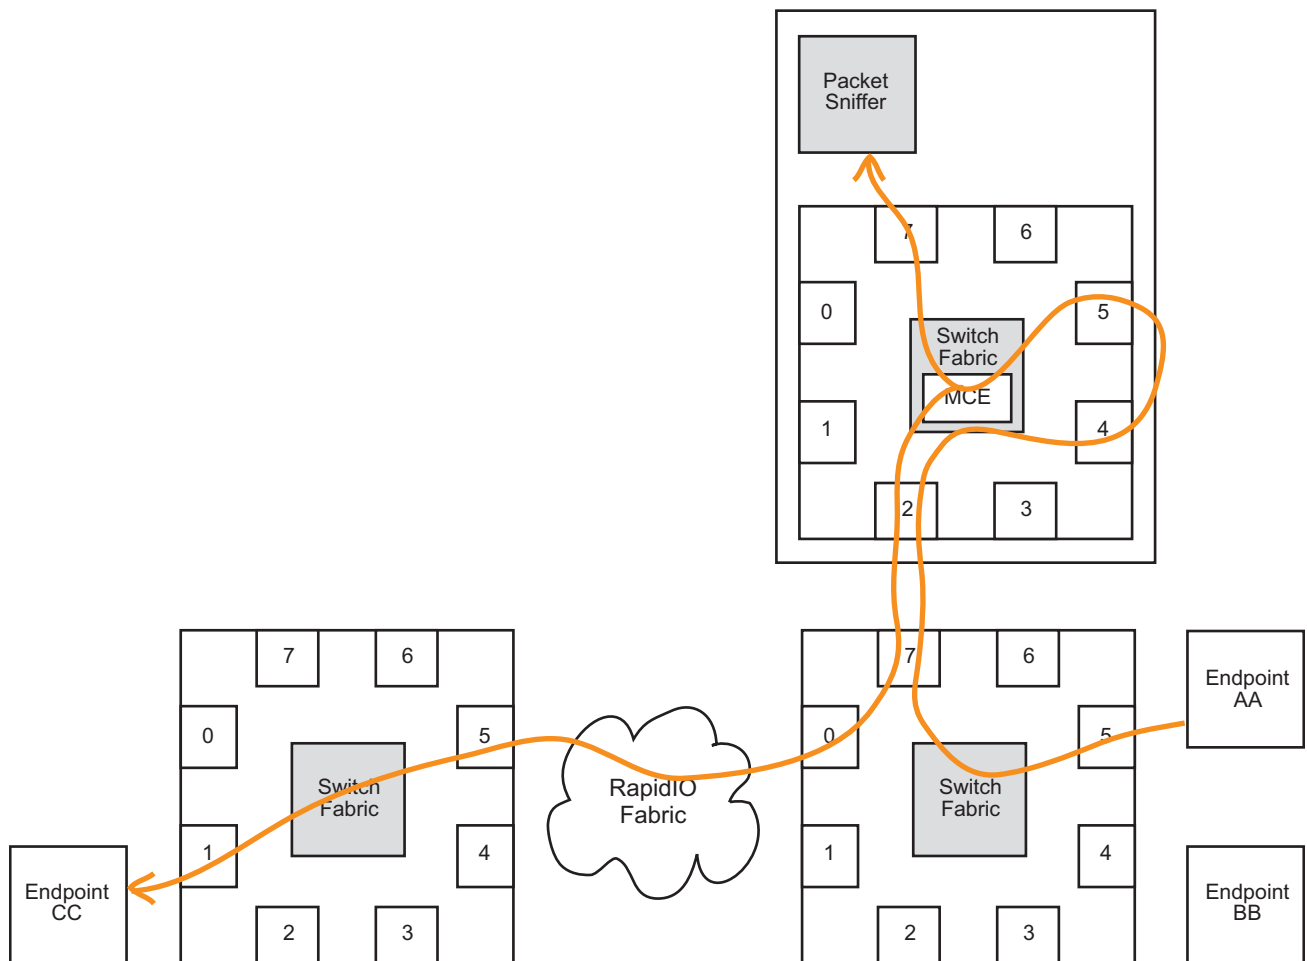 Packet
Sniffer
7
6
0
5
Switch
Fabric
MCE
1
4
2
3
7
6
0
5
Switch
Fabric
1
4
2
3
Endpoint
CC
RapidIO
Fabric
7
6
0
5
Switch
Fabric
1
4
2
3
Endpoint
AA
Endpoint
BB